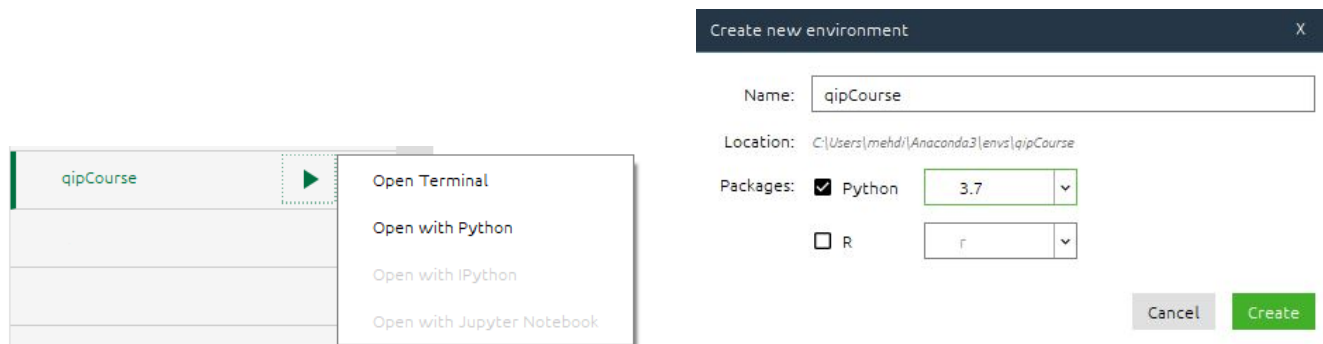 qipCourse
Open Terminal
Open with Python
Open with IPython
Open with Jupyter Notebook
Create new environment X
Name: qipCourse
Location: C:\Users\mehdi\Anaconda3\envs\qipCourse
Packages: Python 3.7
R r
Cancel Create